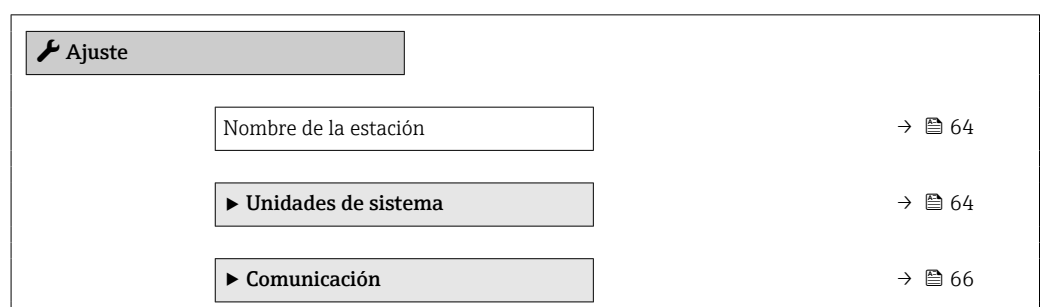 Ajuste
Nombre de la estación → 64
▶ Unidades de sistema → 64
▶ Comunicación → 66